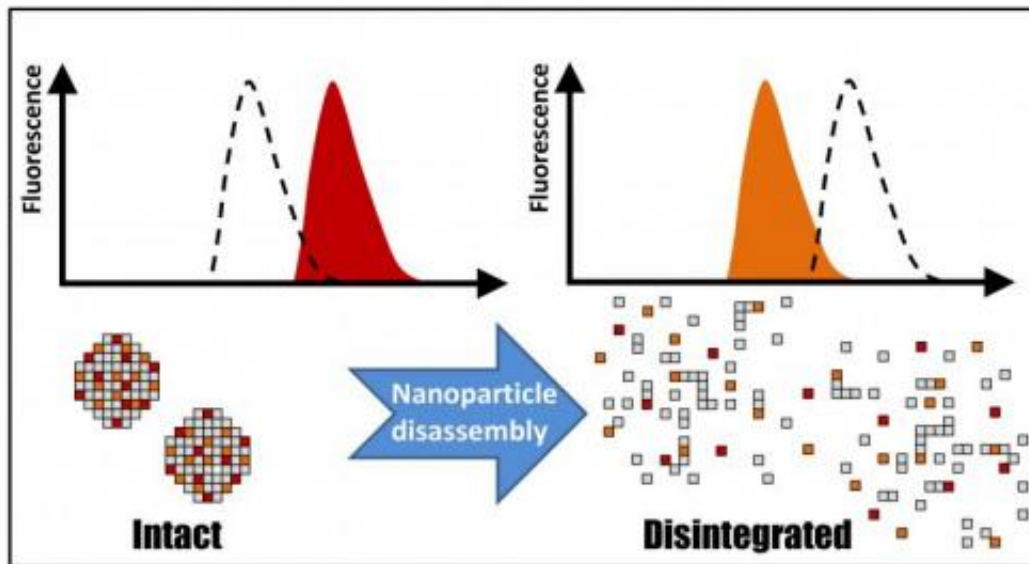 Fluorescence
Fluorescence
Nanoparticle
disassembly
Intact
Disintegrated